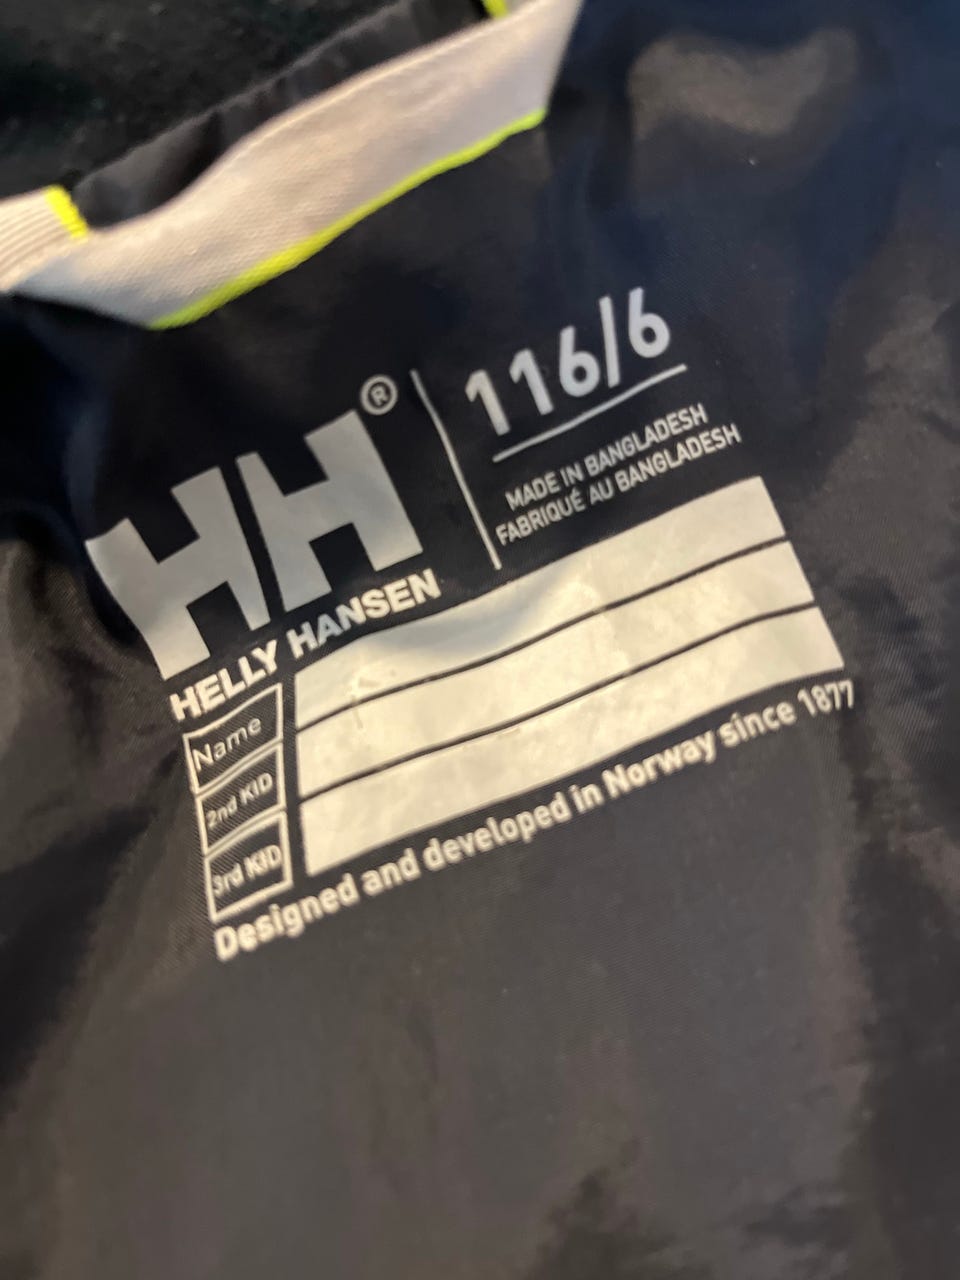 HH®
HELLY HANSEN
116/6
MADE IN BANGLADESH
FABRIQUÉ AU BANGLADESH
Name
2nd KID
3rd KID
Designed and developed in Norway since 1877